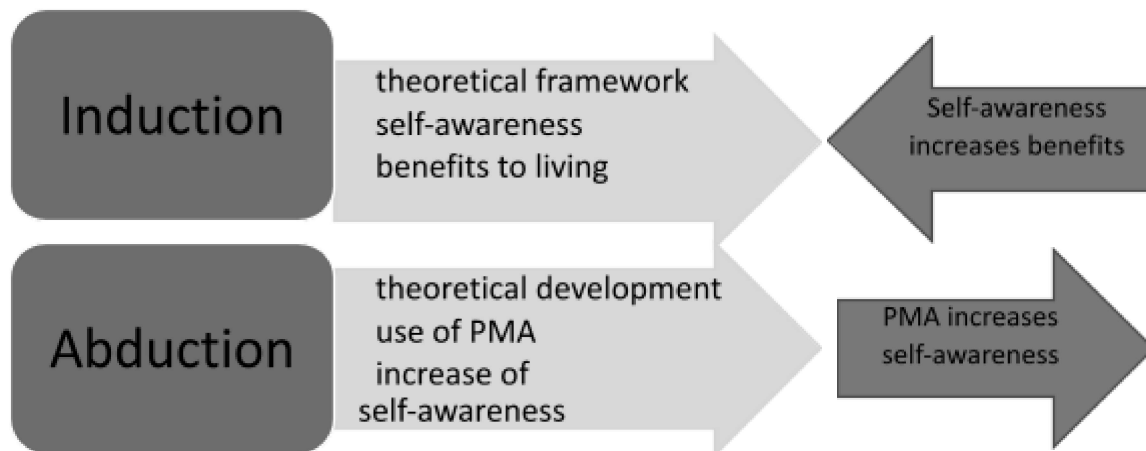 Induction
theoretical framework
self-awareness
benefits to living
Self-awareness
increases benefits
Abduction
theoretical development
use of PMA
increase of
self-awareness
PMA increases
self-awareness